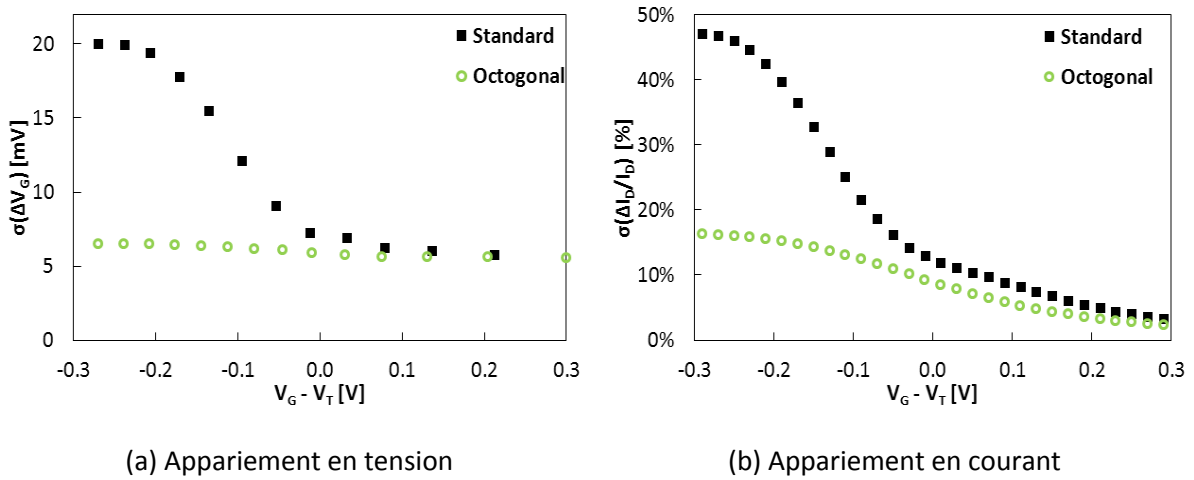 Standard
Octogonal
σ(ΔV_G) [mV]
20
15
10
5
0
-0.3 -0.2 -0.1 0.0 0.1 0.2 0.3
V_G - V_T [V]
(a) Appariement en tension
Standard
Octogonal
σ(ΔI_D/I_D) [%]
50%
40%
30%
20%
10%
0%
-0.3 -0.2 -0.1 0.0 0.1 0.2 0.3
V_G - V_T [V]
(b) Appariement en courant